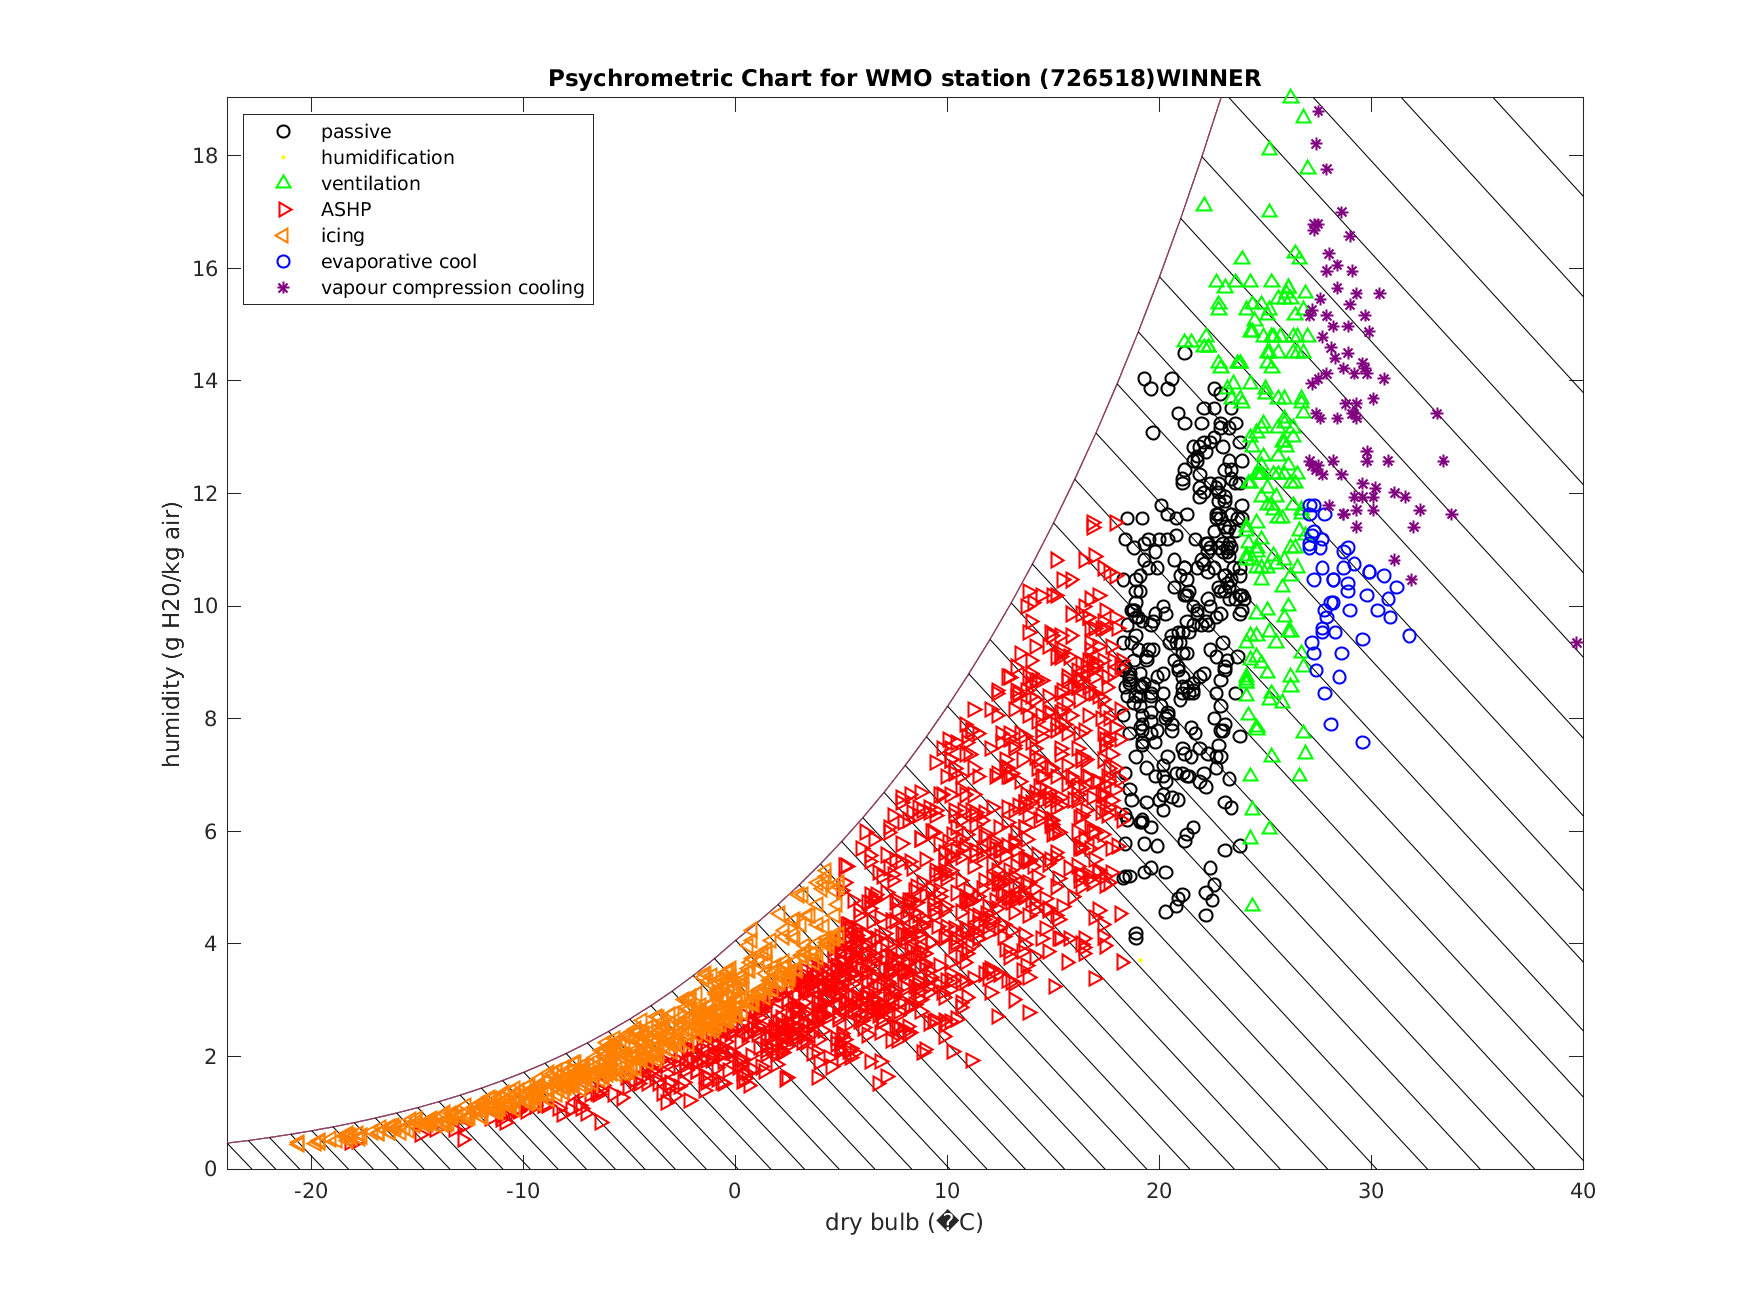 Psychrometric Chart for WMO station (726518)WINNER
passive
humidification
ventilation
ASHP
icing
evaporative cool
vapour compression cooling
humidity (g H20/kg air)
18
16
14
12
10
8
6
4
2
0
-20 -10 0 10 20 30 40
dry bulb (�C)